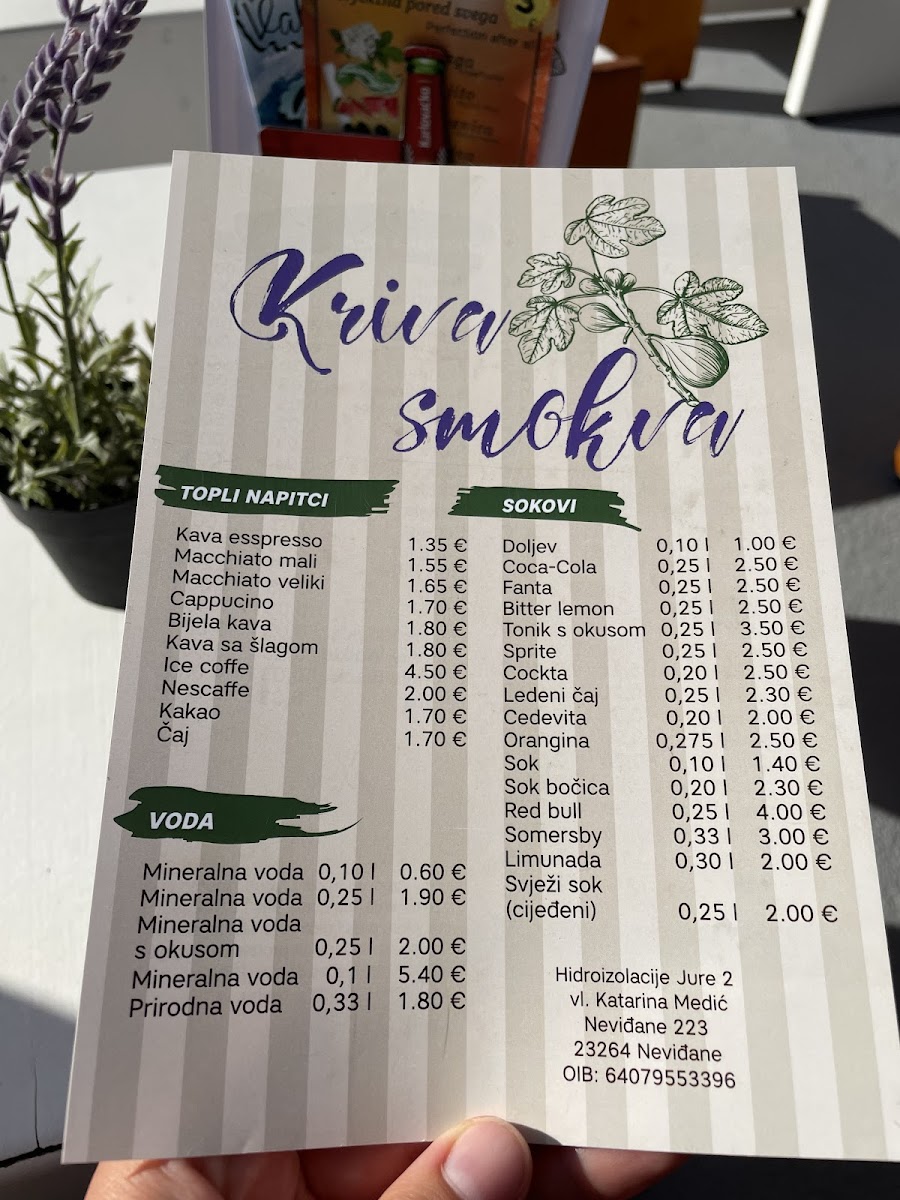 jekcija pored svega
Perfection after all
Karlovačko
Kriva
smokva
TOPLI NAPITCI
Kava esspresso 1.35 €
Macchiato mali 1.55 €
Macchiato veliki 1.65 €
Cappucino 1.70 €
Bijela kava 1.80 €
Kava sa šlagom 1.80 €
Ice coffe 4.50 €
Nescaffe 2.00 €
Kakao 1.70 €
Čaj 1.70 €
VODA
Mineralna voda 0,10 l 0.60 €
Mineralna voda 0,25 l 1.90 €
Mineralna voda
s okusom 0,25 l 2.00 €
Mineralna voda 0,1 l 5.40 €
Prirodna voda 0,33 l 1.80 €
SOKOVI
Doljev 0,10 l 1.00 €
Coca-Cola 0,25 l 2.50 €
Fanta 0,25 l 2.50 €
Bitter lemon 0,25 l 2.50 €
Tonik s okusom 0,25 l 3.50 €
Sprite 0,25 l 2.50 €
Cockta 0,20 l 2.50 €
Ledeni čaj 0,25 l 2.30 €
Cedevita 0,20 l 2.00 €
Orangina 0,275 l 2.50 €
Sok 0,10 l 1.40 €
Sok bočica 0,20 l 2.30 €
Red bull 0,25 l 4.00 €
Somersby 0,33 l 3.00 €
Limunada 0,30 l 2.00 €
Svježi sok
(cijeđeni) 0,25 l 2.00 €
Hidroizolacije Jure 2
vl. Katarina Medić
Neviđane 223
23264 Neviđane
OIB: 64079553396